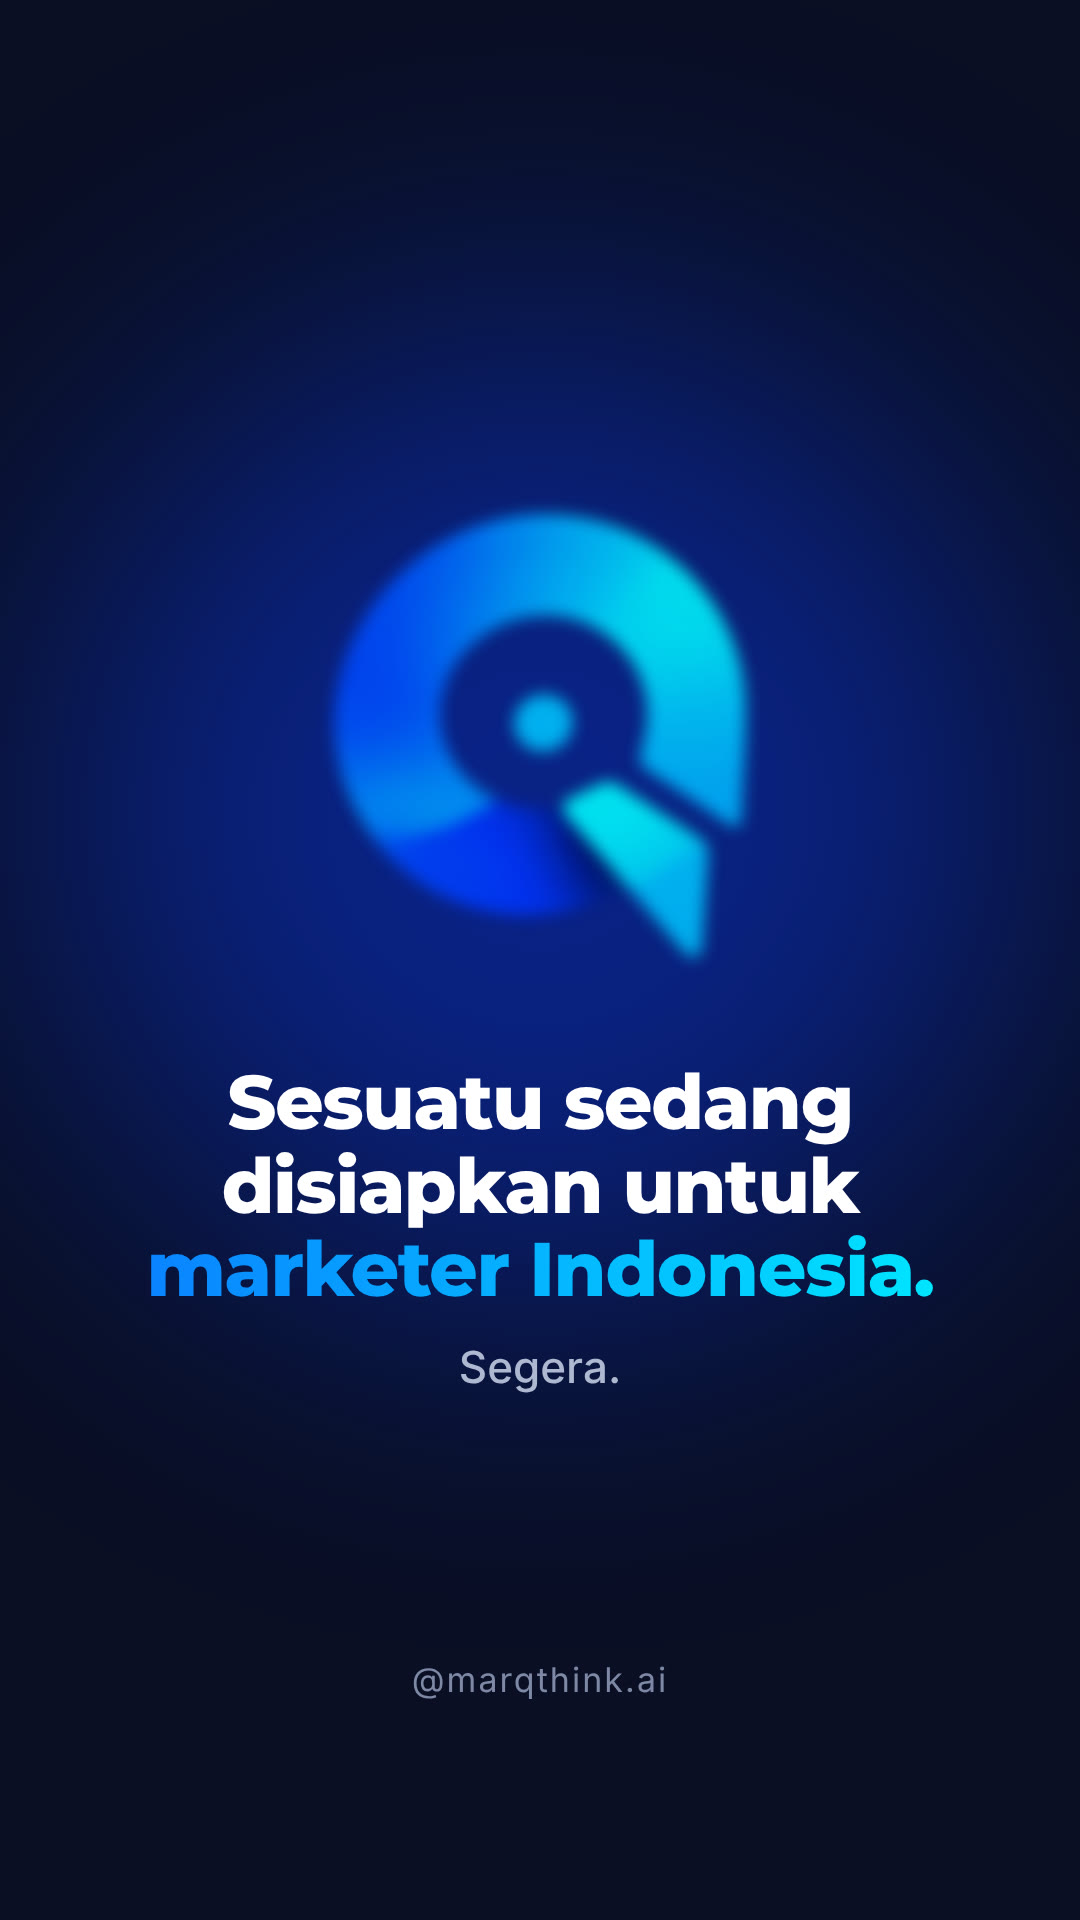 Sesuatu sedang
disiapkan untuk
marketer Indonesia.
Segera.
@marqthink.ai